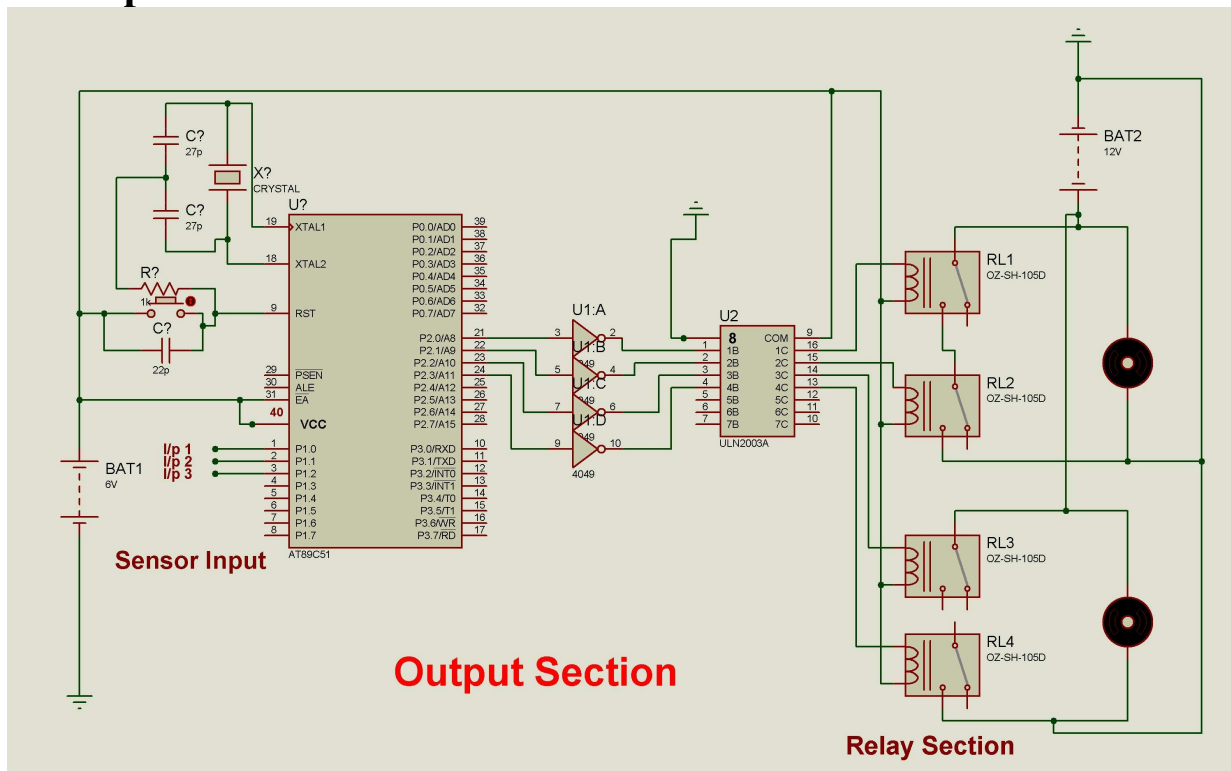 C?
27p
X?
CRYSTAL
C?
27p
U?
19 XTAL1
18 XTAL2
9 RST
29 PSEN
30 ALE
31 EA
40 VCC
1 P1.0
2 P1.1
3 P1.2
4 P1.3
5 P1.4
6 P1.5
7 P1.6
8 P1.7
P0.0/AD0 39
P0.1/AD1 38
P0.2/AD2 37
P0.3/AD3 36
P0.4/AD4 35
P0.5/AD5 34
P0.6/AD6 33
P0.7/AD7 32
P2.0/A8 21
P2.1/A9 22
P2.2/A10 23
P2.3/A11 24
P2.4/A12 25
P2.5/A13 26
P2.6/A14 27
P2.7/A15 28
P3.0/RXD 10
P3.1/TXD 11
P3.2/INT0 12
P3.3/INT1 13
P3.4/T0 14
P3.5/T1 15
P3.6/WR 16
P3.7/RD 17
AT89C51
R?
1k
C?
22p
I/p 1
I/p 2
I/p 3
BAT1
6V
Sensor Input
U1:A
3 2
U1:B
5 4
U1:C
7 6
U1:D
9 10
4049
U2
8 COM 9
1 1B 1C 16
2 2B 2C 15
3 3B 3C 14
4 4B 4C 13
5 5B 5C 12
6 6B 6C 11
7 7B 7C 10
ULN2003A
BAT2
12V
RL1
OZ-SH-105D
RL2
OZ-SH-105D
RL3
OZ-SH-105D
RL4
OZ-SH-105D
Output Section
Relay Section